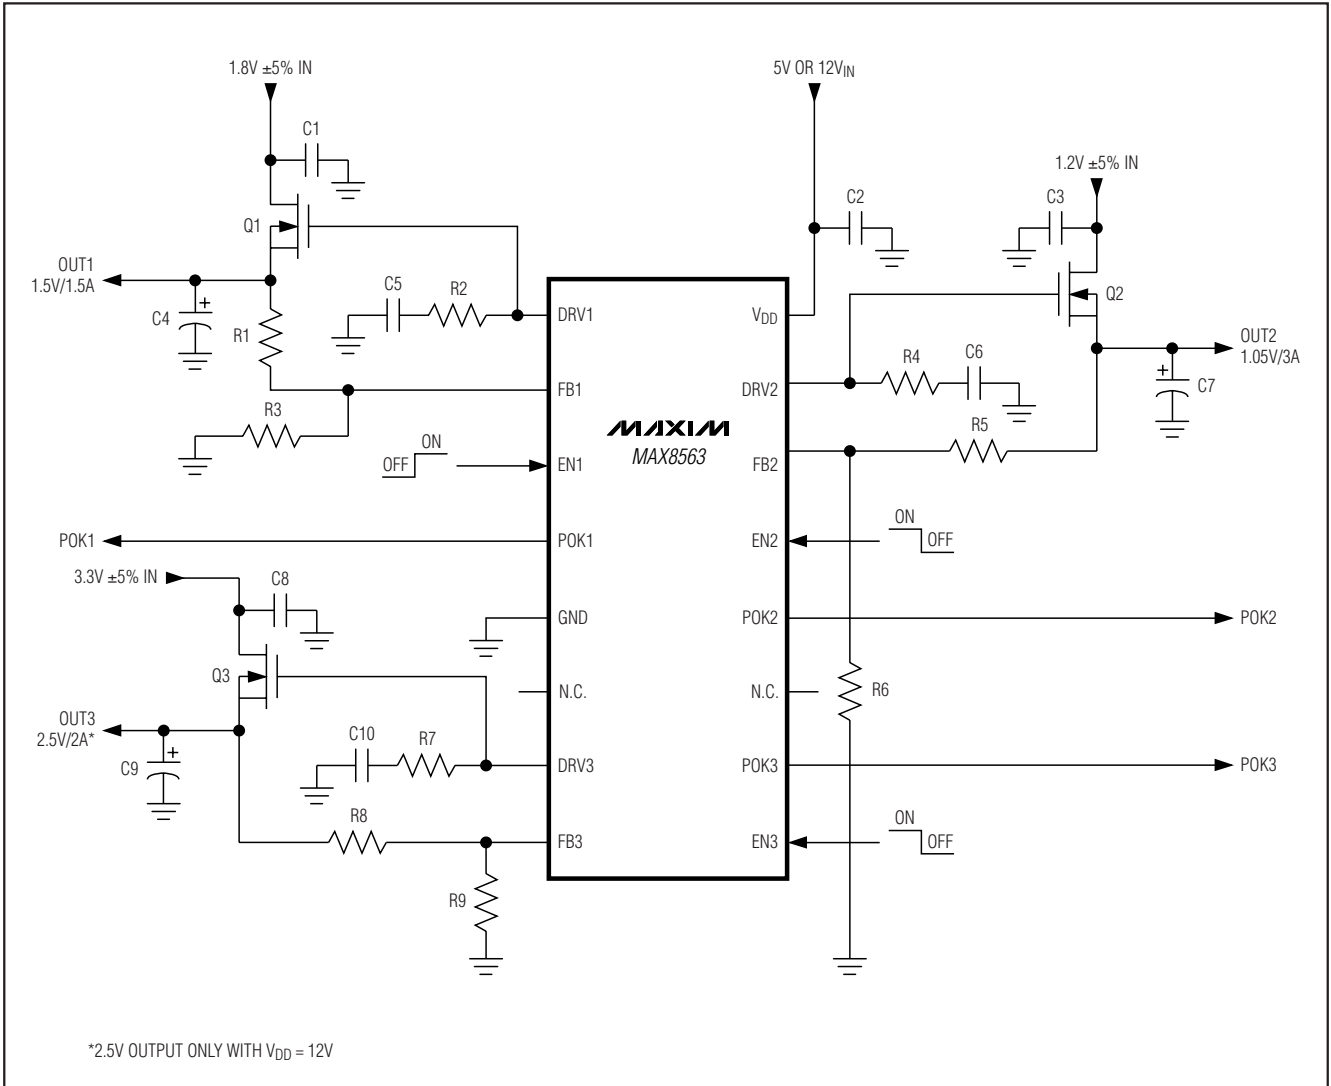 1.8V ±5% IN
5V OR 12VIN
C1
1.2V ±5% IN
C2
C3
Q1
OUT1
1.5V/1.5A
C5
R2
Q2
C4
R1
DRV1
VDD
OUT2
1.05V/3A
R4
C6
C7
FB1
DRV2
R3
MAXIM
MAX8563
R5
ON
OFF
EN1
FB2
ON
OFF
POK1
POK1
EN2
3.3V ±5% IN
C8
GND
POK2
POK2
Q3
N.C.
N.C.
R6
OUT3
2.5V/2A*
C10
R7
C9
DRV3
POK3
POK3
R8
ON
OFF
FB3
EN3
R9
*2.5V OUTPUT ONLY WITH VDD = 12V
+
+
+